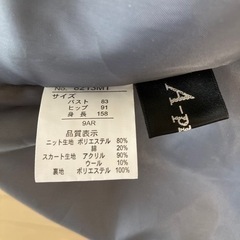 No. 6213MT
サイズ
バスト 83
ヒップ 91
身長 158
9AR
品質表示
ニット生地 ポリエステル 80%
綿 20%
スカート生地 アクリル 90%
ウール 10%
裏地 ポリエステル 100%